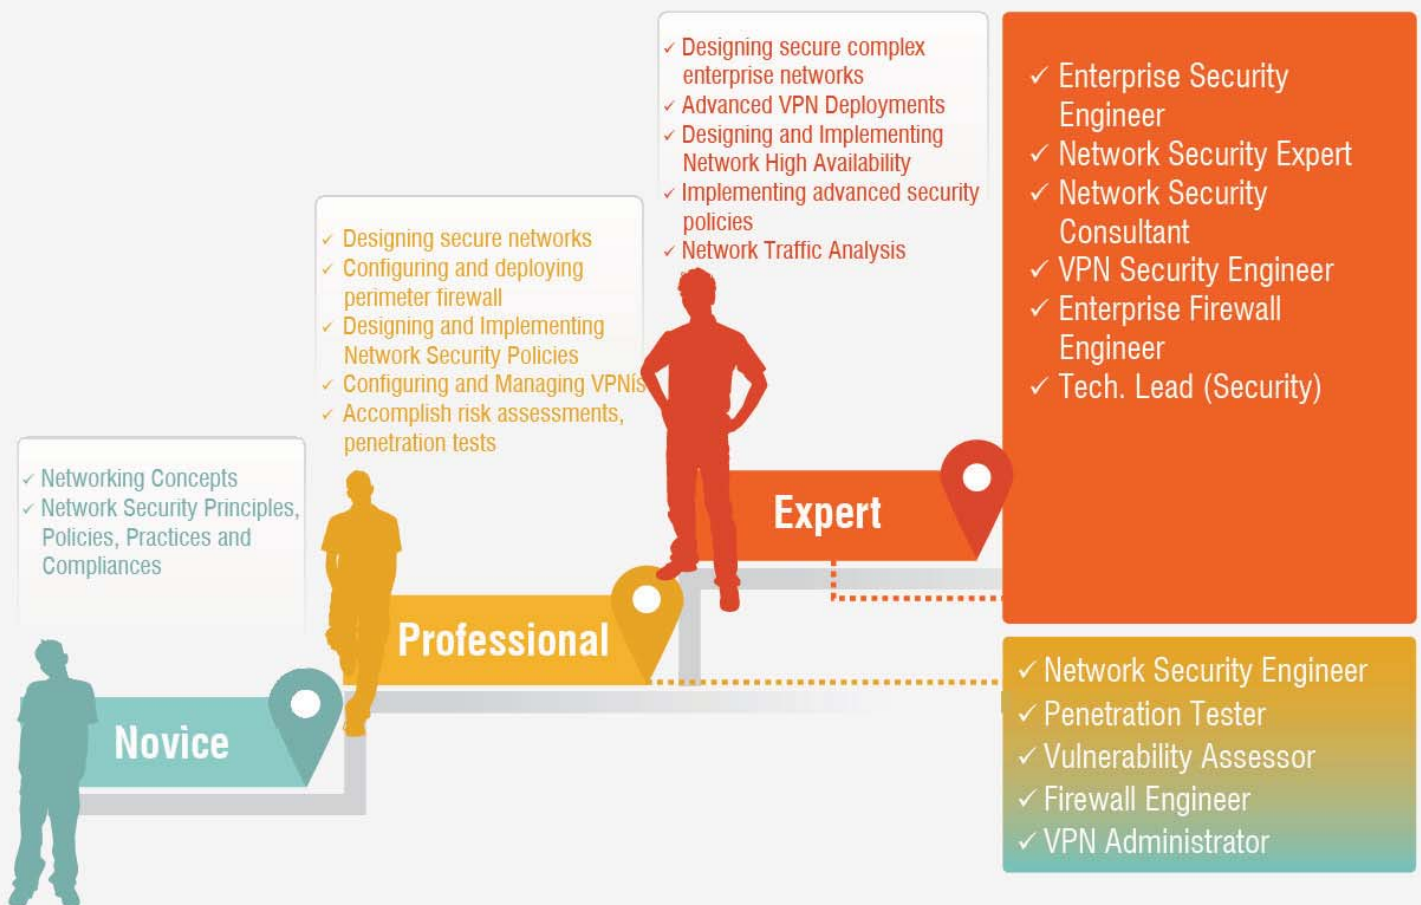 ✓ Networking Concepts
✓ Network Security Principles,
Policies, Practices and
Compliances
Novice
✓ Designing secure networks
✓ Configuring and deploying
perimeter firewall
✓ Designing and Implementing
Network Security Policies
✓ Configuring and Managing VPNís
✓ Accomplish risk assessments,
penetration tests
Professional
✓ Designing secure complex
enterprise networks
✓ Advanced VPN Deployments
✓ Designing and Implementing
Network High Availability
✓ Implementing advanced security
policies
✓ Network Traffic Analysis
Expert
✓ Enterprise Security
Engineer
✓ Network Security Expert
✓ Network Security
Consultant
✓ VPN Security Engineer
✓ Enterprise Firewall
Engineer
✓ Tech. Lead (Security)
✓ Network Security Engineer
✓ Penetration Tester
✓ Vulnerability Assessor
✓ Firewall Engineer
✓ VPN Administrator